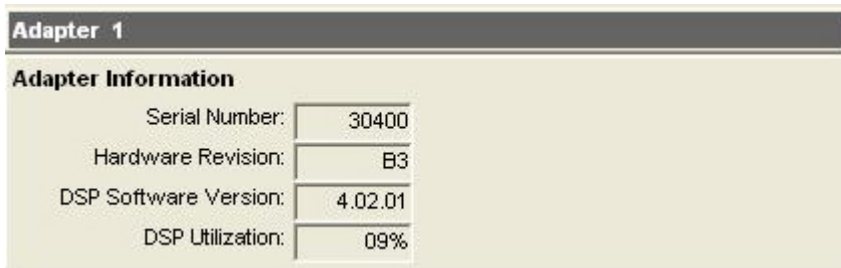 Adapter 1
Adapter Information
Serial Number: 30400
Hardware Revision: B3
DSP Software Version: 4.02.01
DSP Utilization: 09%